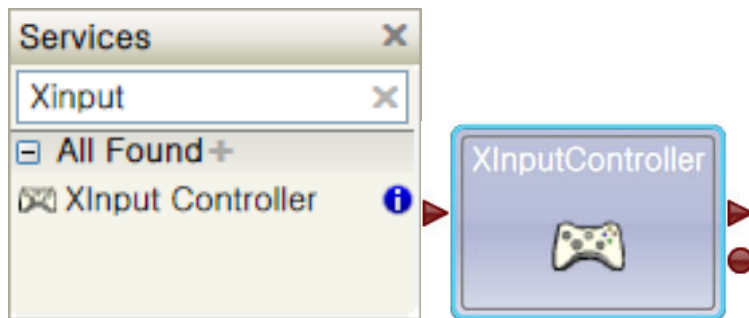 Services
Xinput
All Found
XInput Controller
XInputController